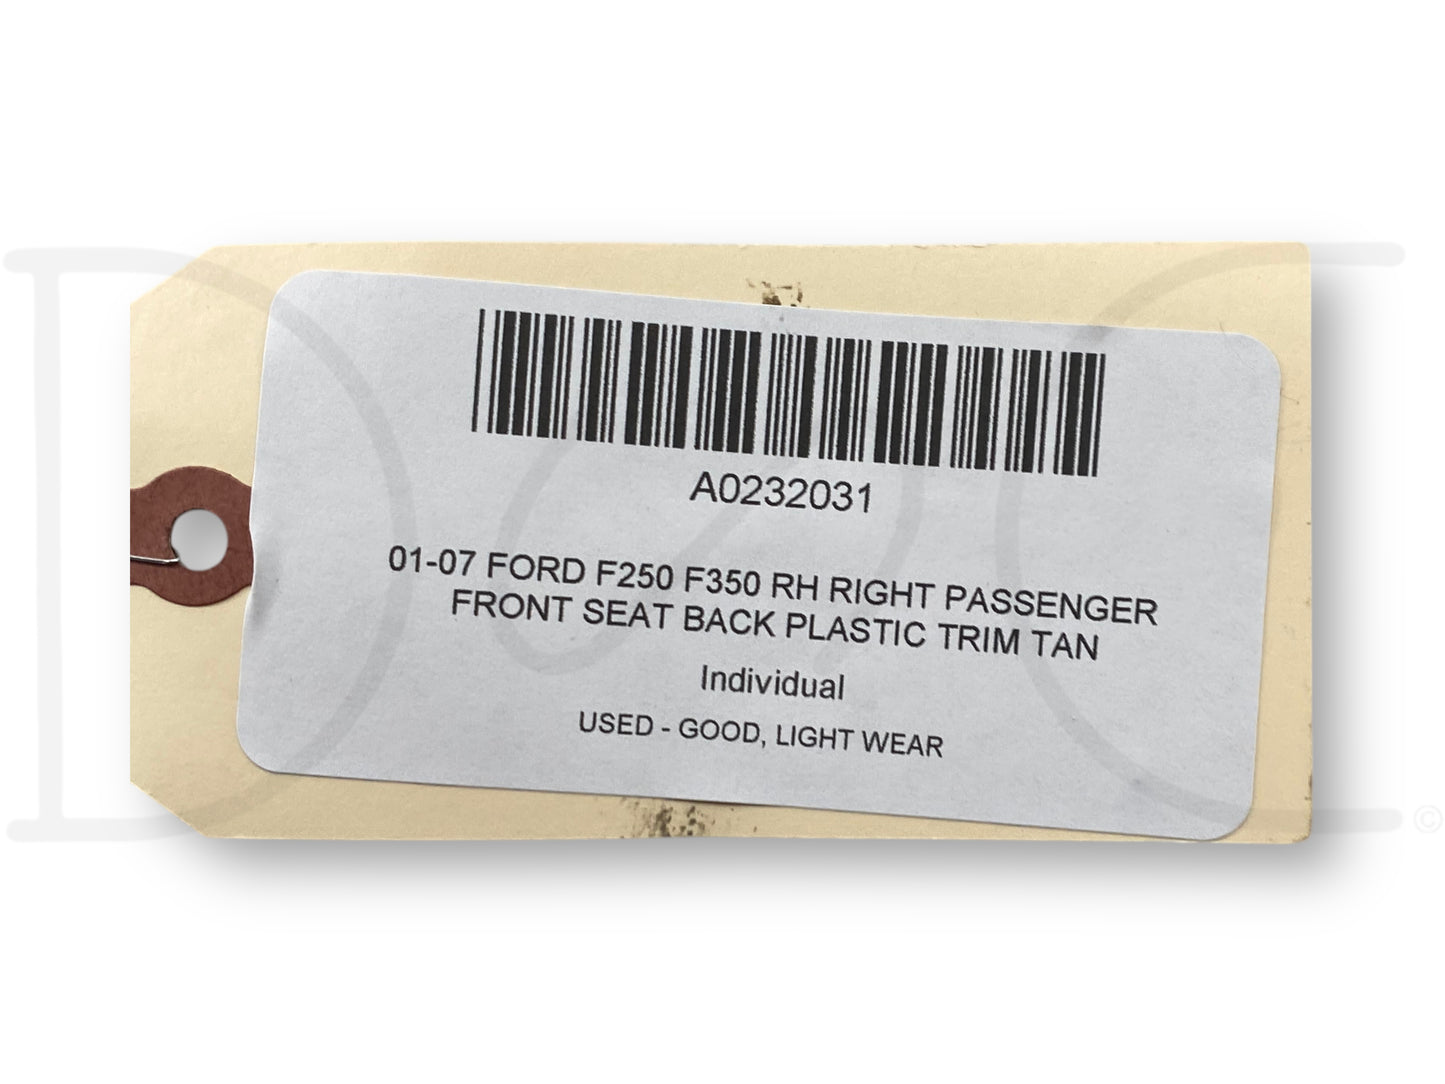 A0232031
01-07 FORD F250 F350 RH RIGHT PASSENGER
FRONT SEAT BACK PLASTIC TRIM TAN
Individual
USED - GOOD, LIGHT WEAR
©